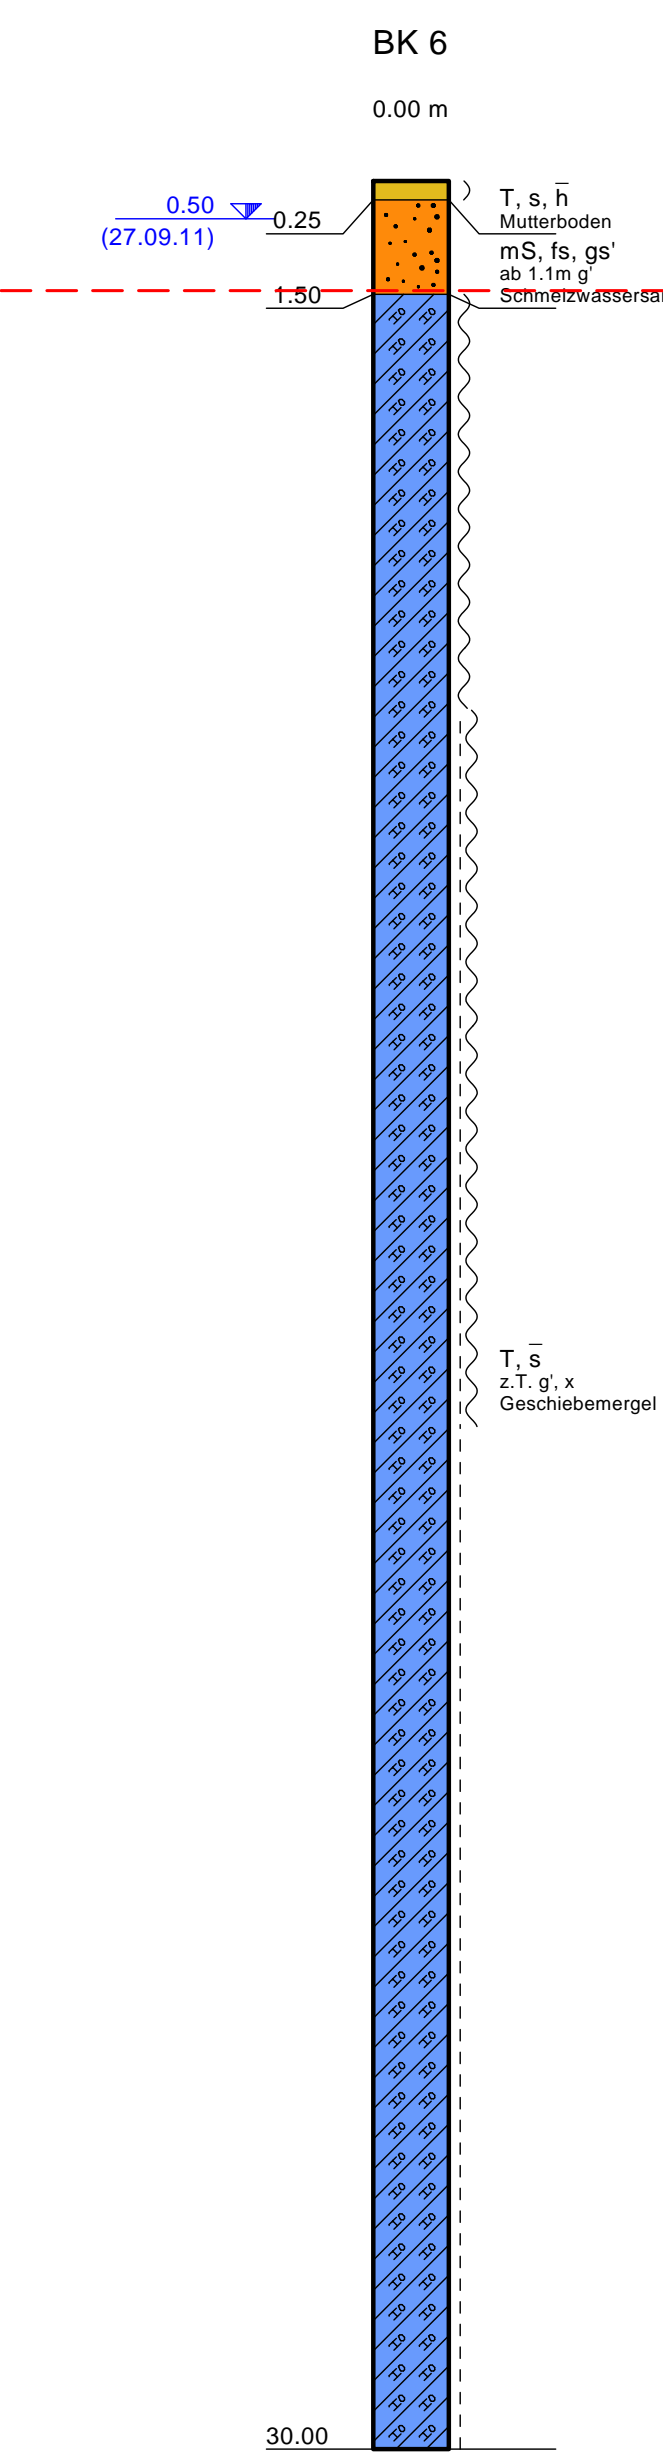 BK 6
0.00 m
0.50
(27.09.11)
0.25
T, s, h̅
Mutterboden
mS, fs, gs'
ab 1.1m g'
1.50
T, s̅
z.T. g', x
Geschiebemergel
30.00